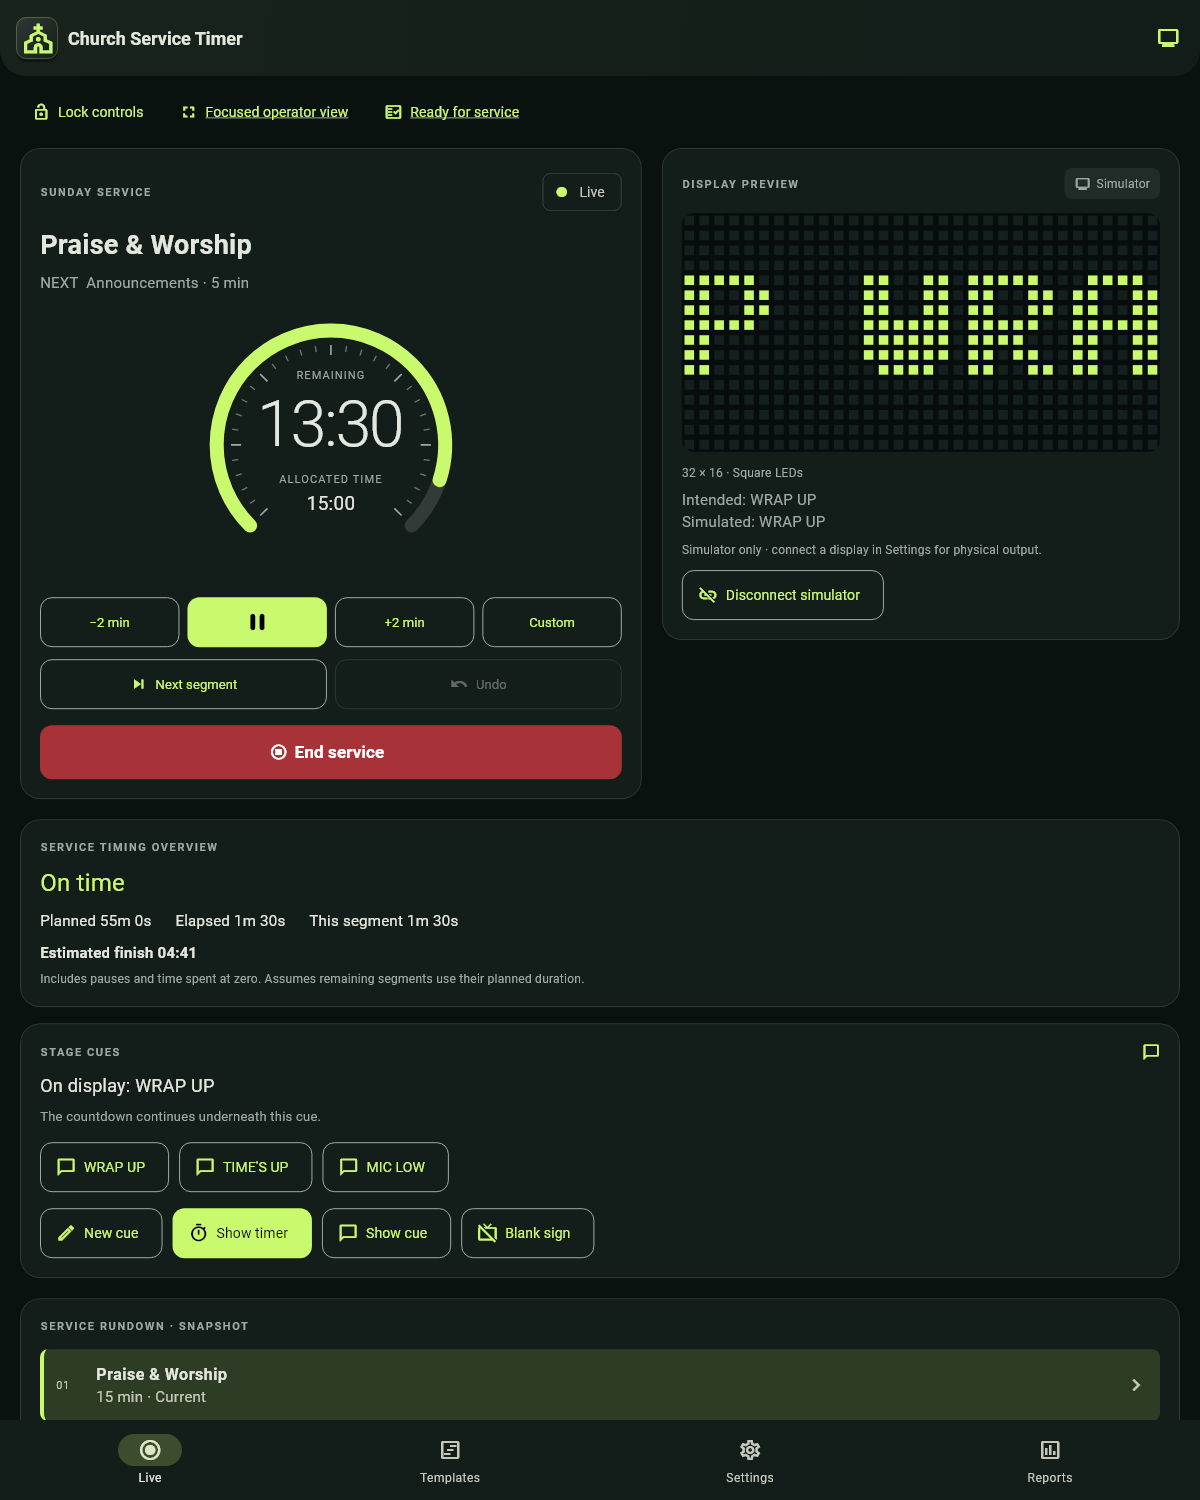 Church Service Timer
Lock controls
Focused operator view
Ready for service
SUNDAY SERVICE
Live
Praise & Worship
NEXT Announcements · 5 min
REMAINING
13:30
ALLOCATED TIME
15:00
−2 min
+2 min
Custom
Next segment
Undo
End service
DISPLAY PREVIEW
Simulator
P WRA
32 × 16 · Square LEDs
Intended: WRAP UP
Simulated: WRAP UP
Simulator only · connect a display in Settings for physical output.
Disconnect simulator
SERVICE TIMING OVERVIEW
On time
Planned 55m 0s Elapsed 1m 30s This segment 1m 30s
Estimated finish 04:41
Includes pauses and time spent at zero. Assumes remaining segments use their planned duration.
STAGE CUES
On display: WRAP UP
The countdown continues underneath this cue.
WRAP UP
TIME'S UP
MIC LOW
New cue
Show timer
Show cue
Blank sign
SERVICE RUNDOWN · SNAPSHOT
01
Praise & Worship
15 min · Current
Live
Templates
Settings
Reports